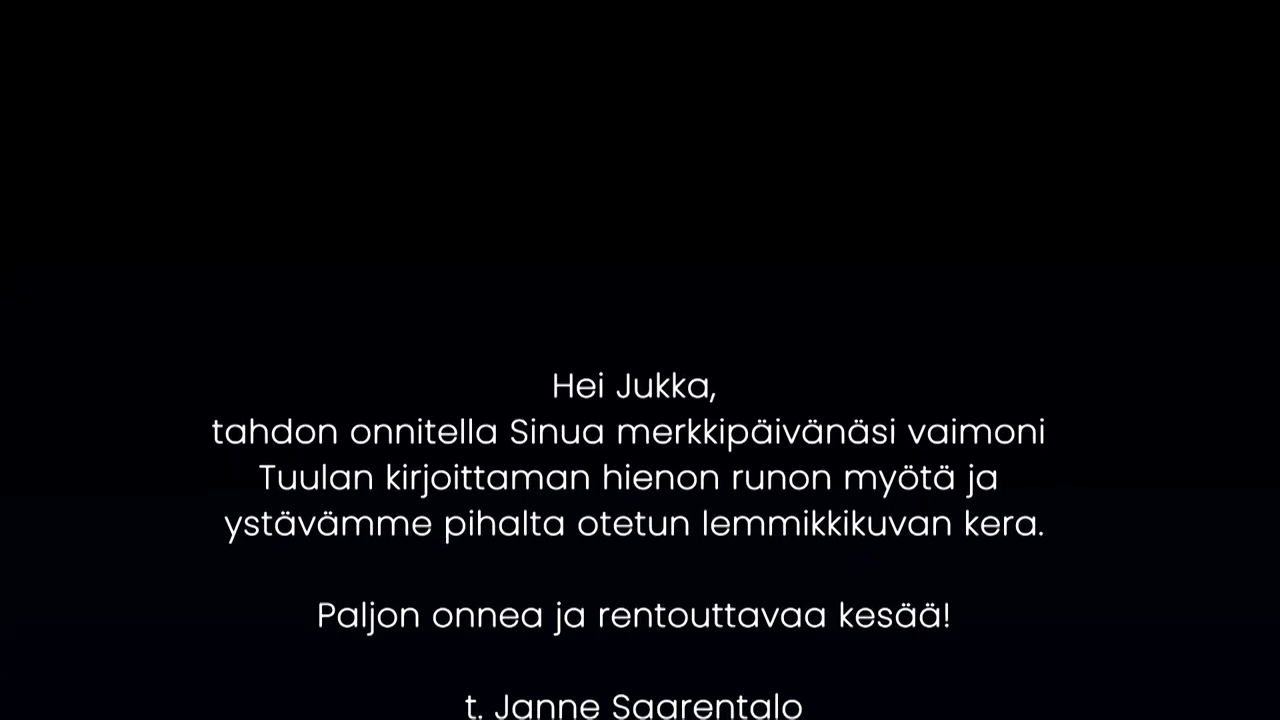 Hei Jukka,
tahdon onnitella Sinua merkkipäivänäsi vaimoni
Tuulan kirjoittaman hienon runon myötä ja
ystävämme pihalta otetun lemmikkikuvan kera.
Paljon onnea ja rentouttavaa kesää!
t. Janne Saarentalo